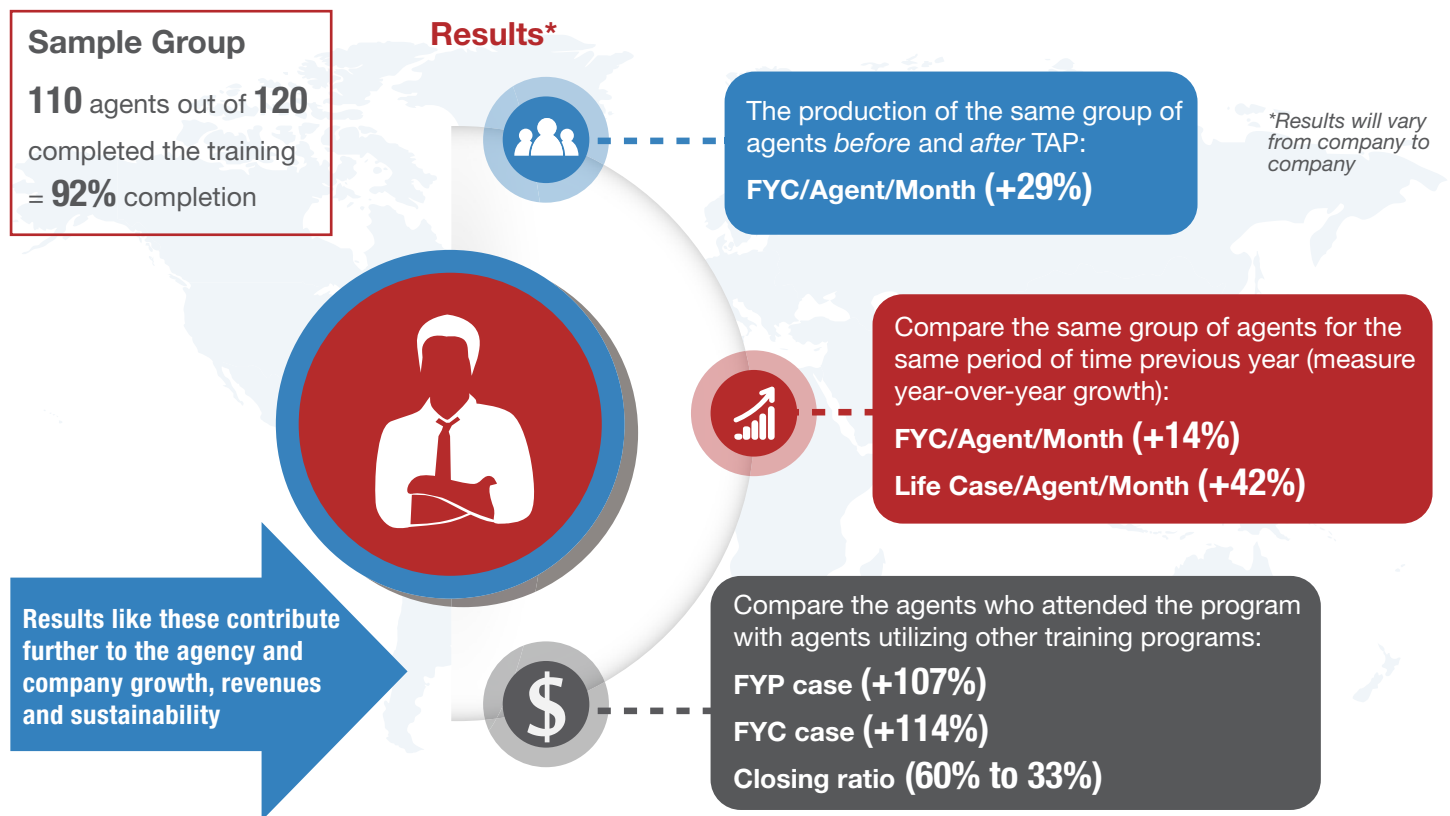 Sample Group
110 agents out of 120
completed the training
= 92% completion
Results*
The production of the same group of
agents before and after TAP:
FYC/Agent/Month (+29%)
*Results will vary
from company to
company
Compare the same group of agents for the
same period of time previous year (measure
year-over-year growth):
FYC/Agent/Month (+14%)
Life Case/Agent/Month (+42%)
Results like these contribute
further to the agency and
company growth, revenues
and sustainability
$
Compare the agents who attended the program
with agents utilizing other training programs:
FYP case (+107%)
FYC case (+114%)
Closing ratio (60% to 33%)